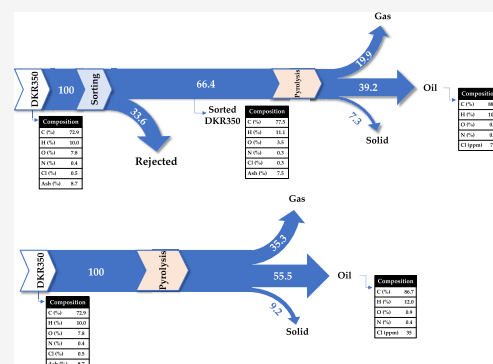 Gas
DKR350
100
Sorting
66.4
Pyrolysis
19.9
39.2
Oil
7.3
Solid
33.6
Rejected
Sorted
DKR350
Composition
C (%) 72.9
H (%) 10.0
O (%) 7.8
N (%) 0.4
Cl (%) 0.5
Ash (%) 8.7
Composition
C (%) 77.5
H (%) 11.1
O (%) 3.5
N (%) 0.3
Cl (%) 0.3
Ash (%) 7.5
Composition
C (%)
H (%)
O (%)
N (%)
Cl (ppm)
Gas
DKR350
100
Pyrolysis
35.3
55.5
Oil
9.2
Solid
Composition
C (%) 72.9
H (%) 10.0
O (%) 7.8
N (%) 0.4
Cl (%) 0.5
Composition
C (%) 86.7
H (%) 12.0
O (%) 0.9
N (%) 0.4
Cl (ppm) 35